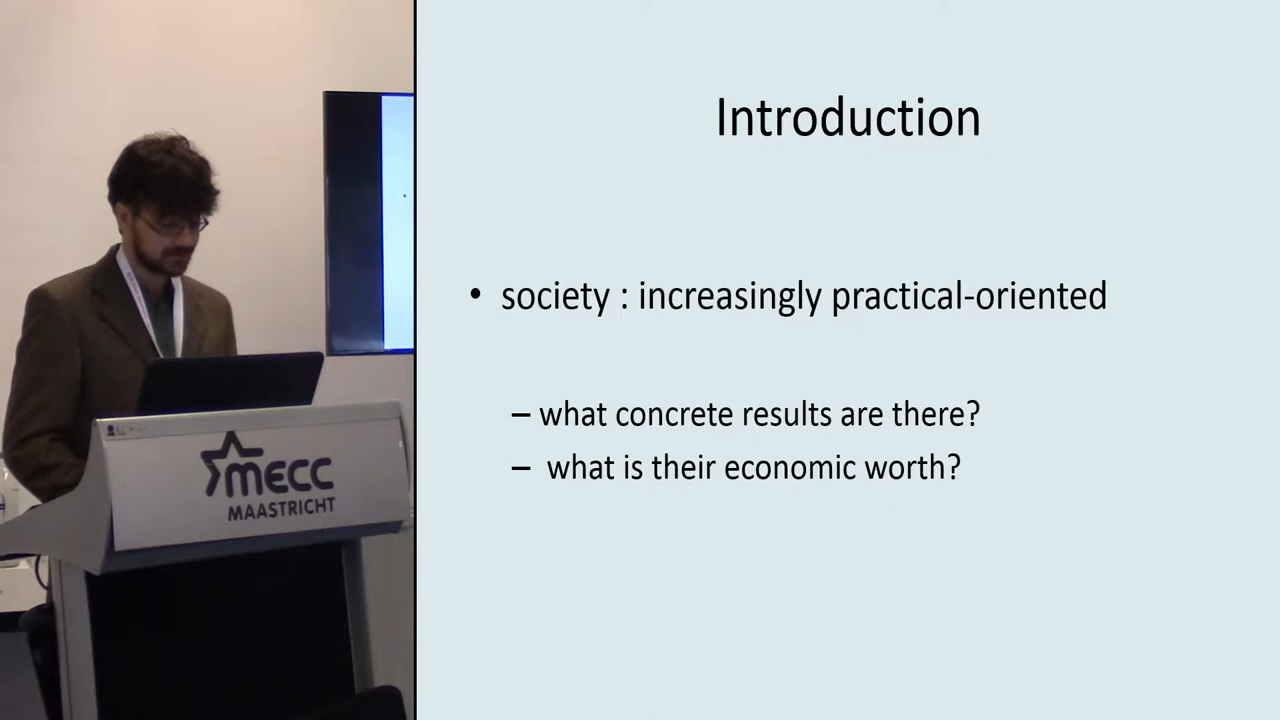 Introduction
• society : increasingly practical-oriented
– what concrete results are there?
– what is their economic worth?
mecc
MAASTRICHT